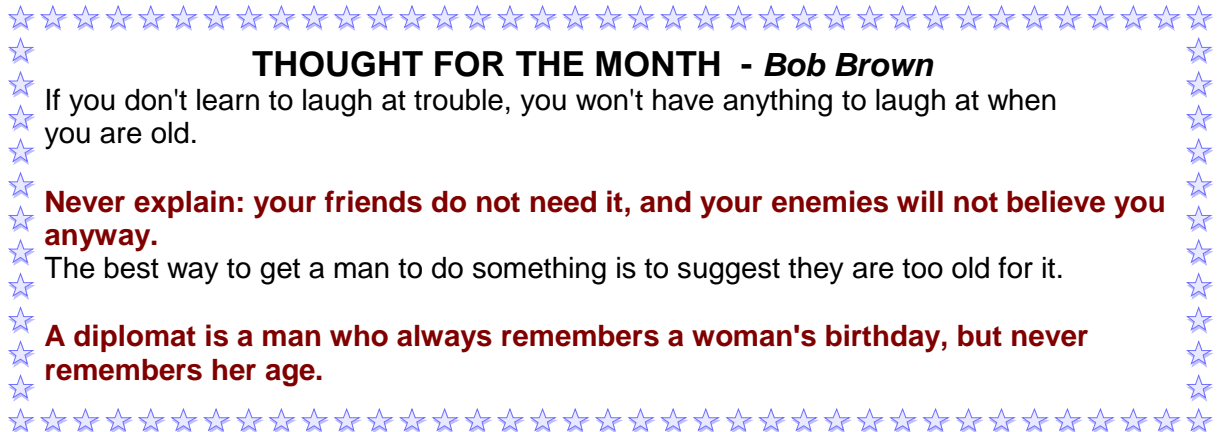 THOUGHT FOR THE MONTH - Bob Brown
If you don't learn to laugh at trouble, you won't have anything to laugh at when
you are old.
Never explain: your friends do not need it, and your enemies will not believe you
anyway.
The best way to get a man to do something is to suggest they are too old for it.
A diplomat is a man who always remembers a woman's birthday, but never
remembers her age.